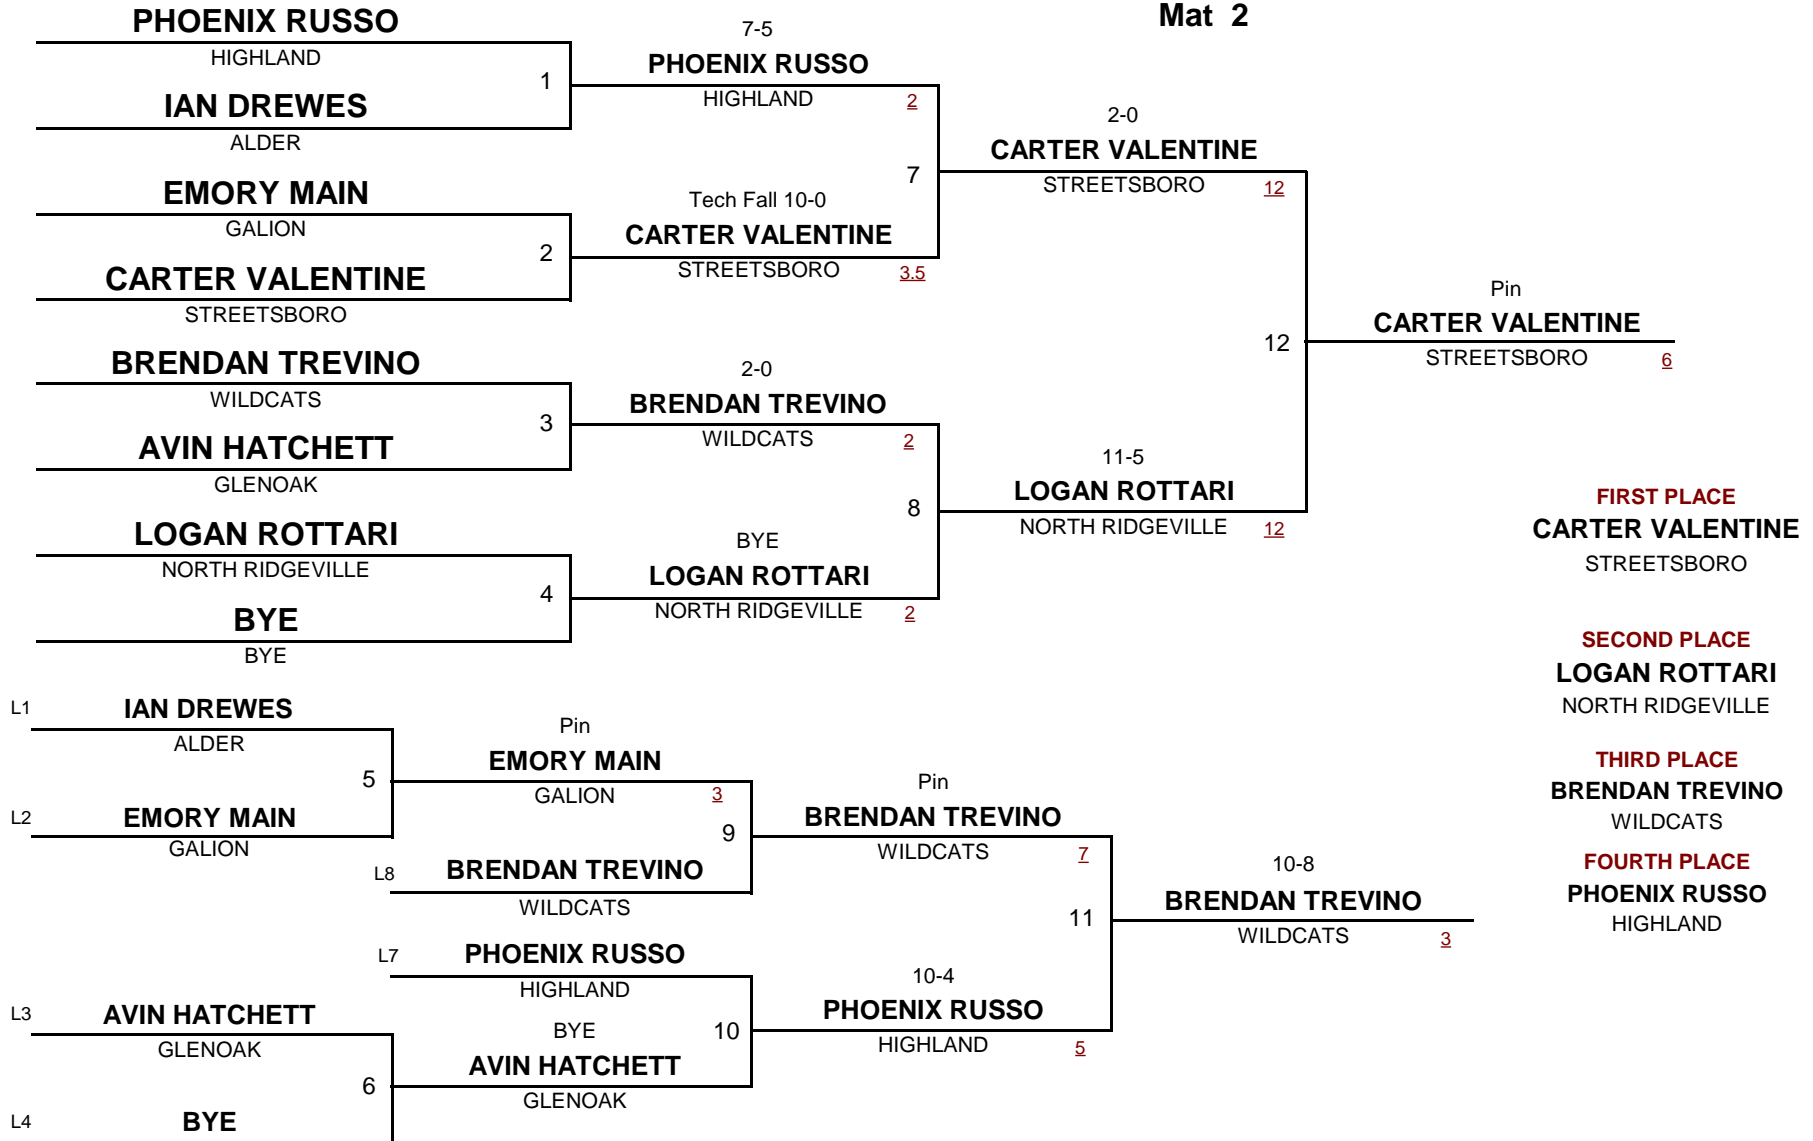 Mat 2
PHOENIX RUSSO
HIGHLAND
1
IAN DREWES
ALDER
EMORY MAIN
GALION
2
CARTER VALENTINE
STREETSBORO
BRENDAN TREVINO
WILDCATS
3
AVIN HATCHETT
GLENOAK
LOGAN ROTTARI
NORTH RIDGEVILLE
4
BYE
BYE
7-5
PHOENIX RUSSO
HIGHLAND 2
7
Tech Fall 10-0
CARTER VALENTINE
STREETSBORO 3.5
2-0
BRENDAN TREVINO
WILDCATS 2
8
BYE
LOGAN ROTTARI
NORTH RIDGEVILLE 2
2-0
CARTER VALENTINE
STREETSBORO 12
12
11-5
LOGAN ROTTARI
NORTH RIDGEVILLE 12
Pin
CARTER VALENTINE
STREETSBORO 6
FIRST PLACE
CARTER VALENTINE
STREETSBORO
SECOND PLACE
LOGAN ROTTARI
NORTH RIDGEVILLE
THIRD PLACE
BRENDAN TREVINO
WILDCATS
FOURTH PLACE
PHOENIX RUSSO
HIGHLAND
L1 IAN DREWES
ALDER
5
L2 EMORY MAIN
GALION
L3 AVIN HATCHETT
GLENOAK
6
L4 BYE
Pin
EMORY MAIN
GALION 3
9
L8 BRENDAN TREVINO
WILDCATS
L7 PHOENIX RUSSO
HIGHLAND
10
BYE
AVIN HATCHETT
GLENOAK
Pin
BRENDAN TREVINO
WILDCATS 7
11
10-4
PHOENIX RUSSO
HIGHLAND 5
10-8
BRENDAN TREVINO
WILDCATS 3